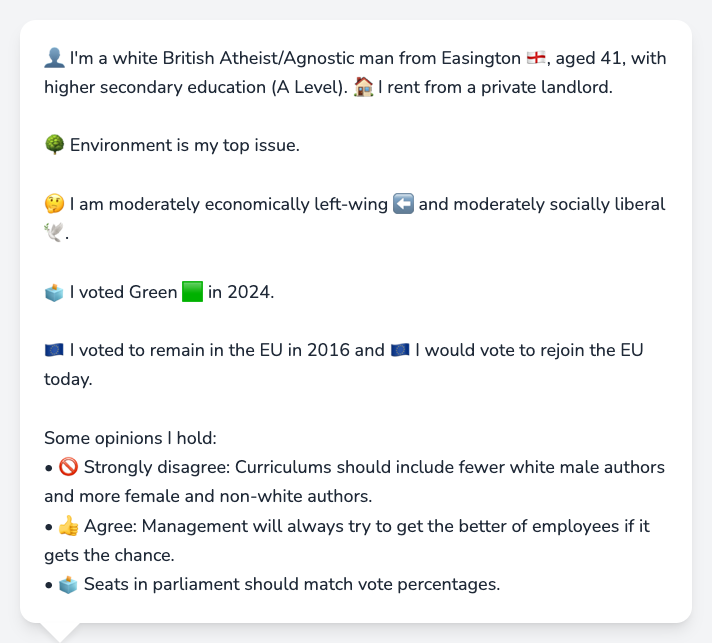 👤 I'm a white British Atheist/Agnostic man from Easington 🏴󠁧󠁢󠁥󠁮󠁧󠁿, aged 41, with
higher secondary education (A Level). 🏠 I rent from a private landlord.
🌳 Environment is my top issue.
🤔 I am moderately economically left-wing ⬅️ and moderately socially liberal
🕊️.
🗳️ I voted Green 🟩 in 2024.
🇪🇺 I voted to remain in the EU in 2016 and 🇪🇺 I would vote to rejoin the EU
today.
Some opinions I hold:
• 🚫 Strongly disagree: Curriculums should include fewer white male authors
and more female and non-white authors.
• 👍 Agree: Management will always try to get the better of employees if it
gets the chance.
• 🗳️ Seats in parliament should match vote percentages.